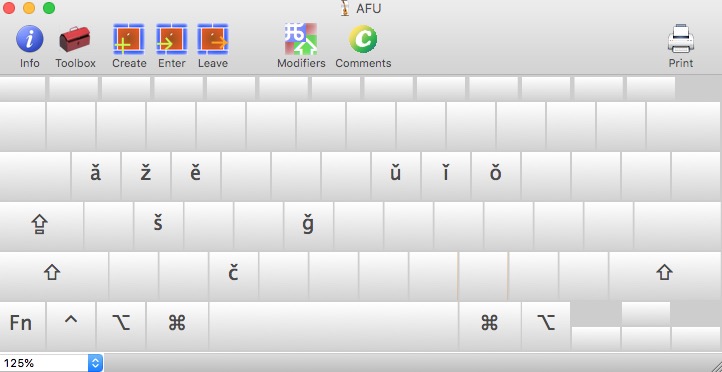 AFU
Info Toolbox Create Enter Leave Modifiers Comments Print
ǎ ž ě ǔ ǐ ǒ
š ǧ
č
Fn ^ ⌥ ⌘ ⌘ ⌥
125%